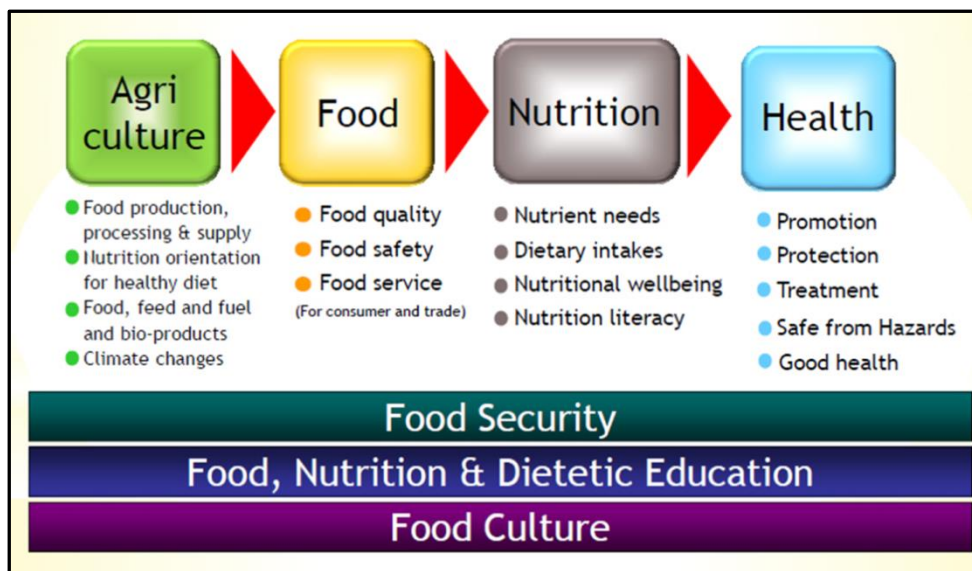 Agri
culture
Food
Nutrition
Health
Food production,
processing & supply
Nutrition orientation
for healthy diet
Food, feed and fuel
and bio-products
Climate changes
Food quality
Food safety
Food service
(For consumer and trade)
Nutrient needs
Dietary intakes
Nutritional wellbeing
Nutrition literacy
Promotion
Protection
Treatment
Safe from Hazards
Good health
Food Security
Food, Nutrition & Dietetic Education
Food Culture